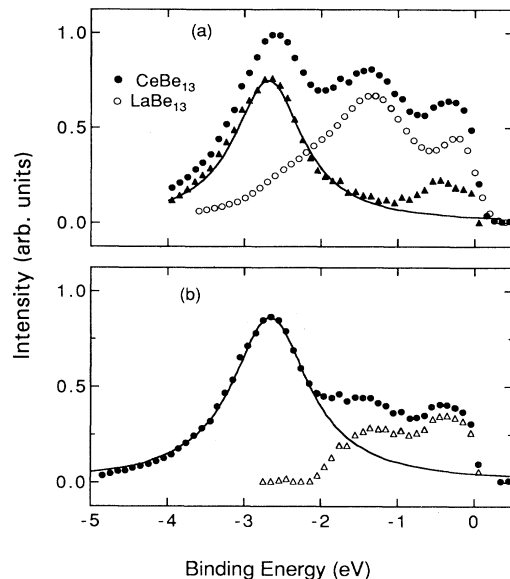 1.0
(a)
● CeBe13
○ LaBe13
0.5
0.0
Intensity (arb. units)
1.0
(b)
0.5
0.0
-5 -4 -3 -2 -1 0
Binding Energy (eV)